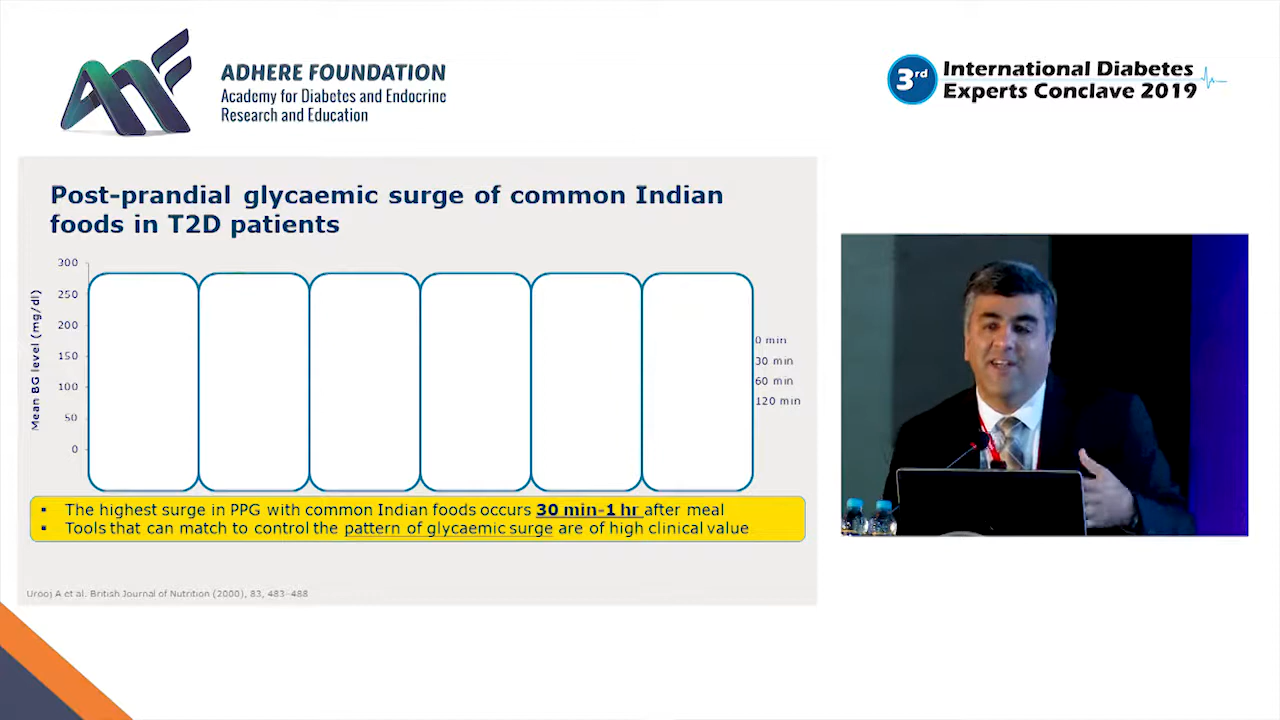 ADHERE FOUNDATION
Academy for Diabetes and Endocrine
Research and Education
3rd
International Diabetes
Experts Conclave 2019
Post-prandial glycaemic surge of common Indian
foods in T2D patients
Mean BG level (mg/dl)
300
250
200
150
100
50
0
0 min
30 min
60 min
120 min
▪ The highest surge in PPG with common Indian foods occurs 30 min-1 hr after meal
▪ Tools that can match to control the pattern of glycaemic surge are of high clinical value
Urooj A et al. British Journal of Nutrition (2000), 83, 483–488